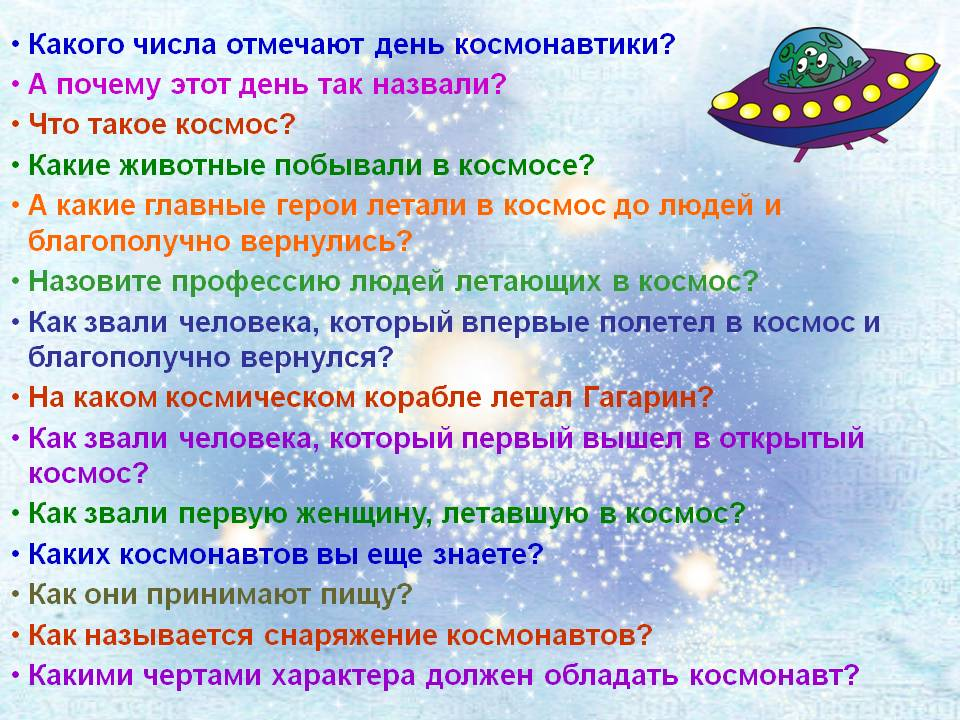 • Какого числа отмечают день космонавтики?
• А почему этот день так назвали?
• Что такое космос?
• Какие животные побывали в космосе?
• А какие главные герои летали в космос до людей и
благополучно вернулись?
• Назовите профессию людей летающих в космос?
• Как звали человека, который впервые полетел в космос и
благополучно вернулся?
• На каком космическом корабле летал Гагарин?
• Как звали человека, который первый вышел в открытый
космос?
• Как звали первую женщину, летавшую в космос?
• Каких космонавтов вы еще знаете?
• Как они принимают пищу?
• Как называется снаряжение космонавтов?
• Какими чертами характера должен обладать космонавт?